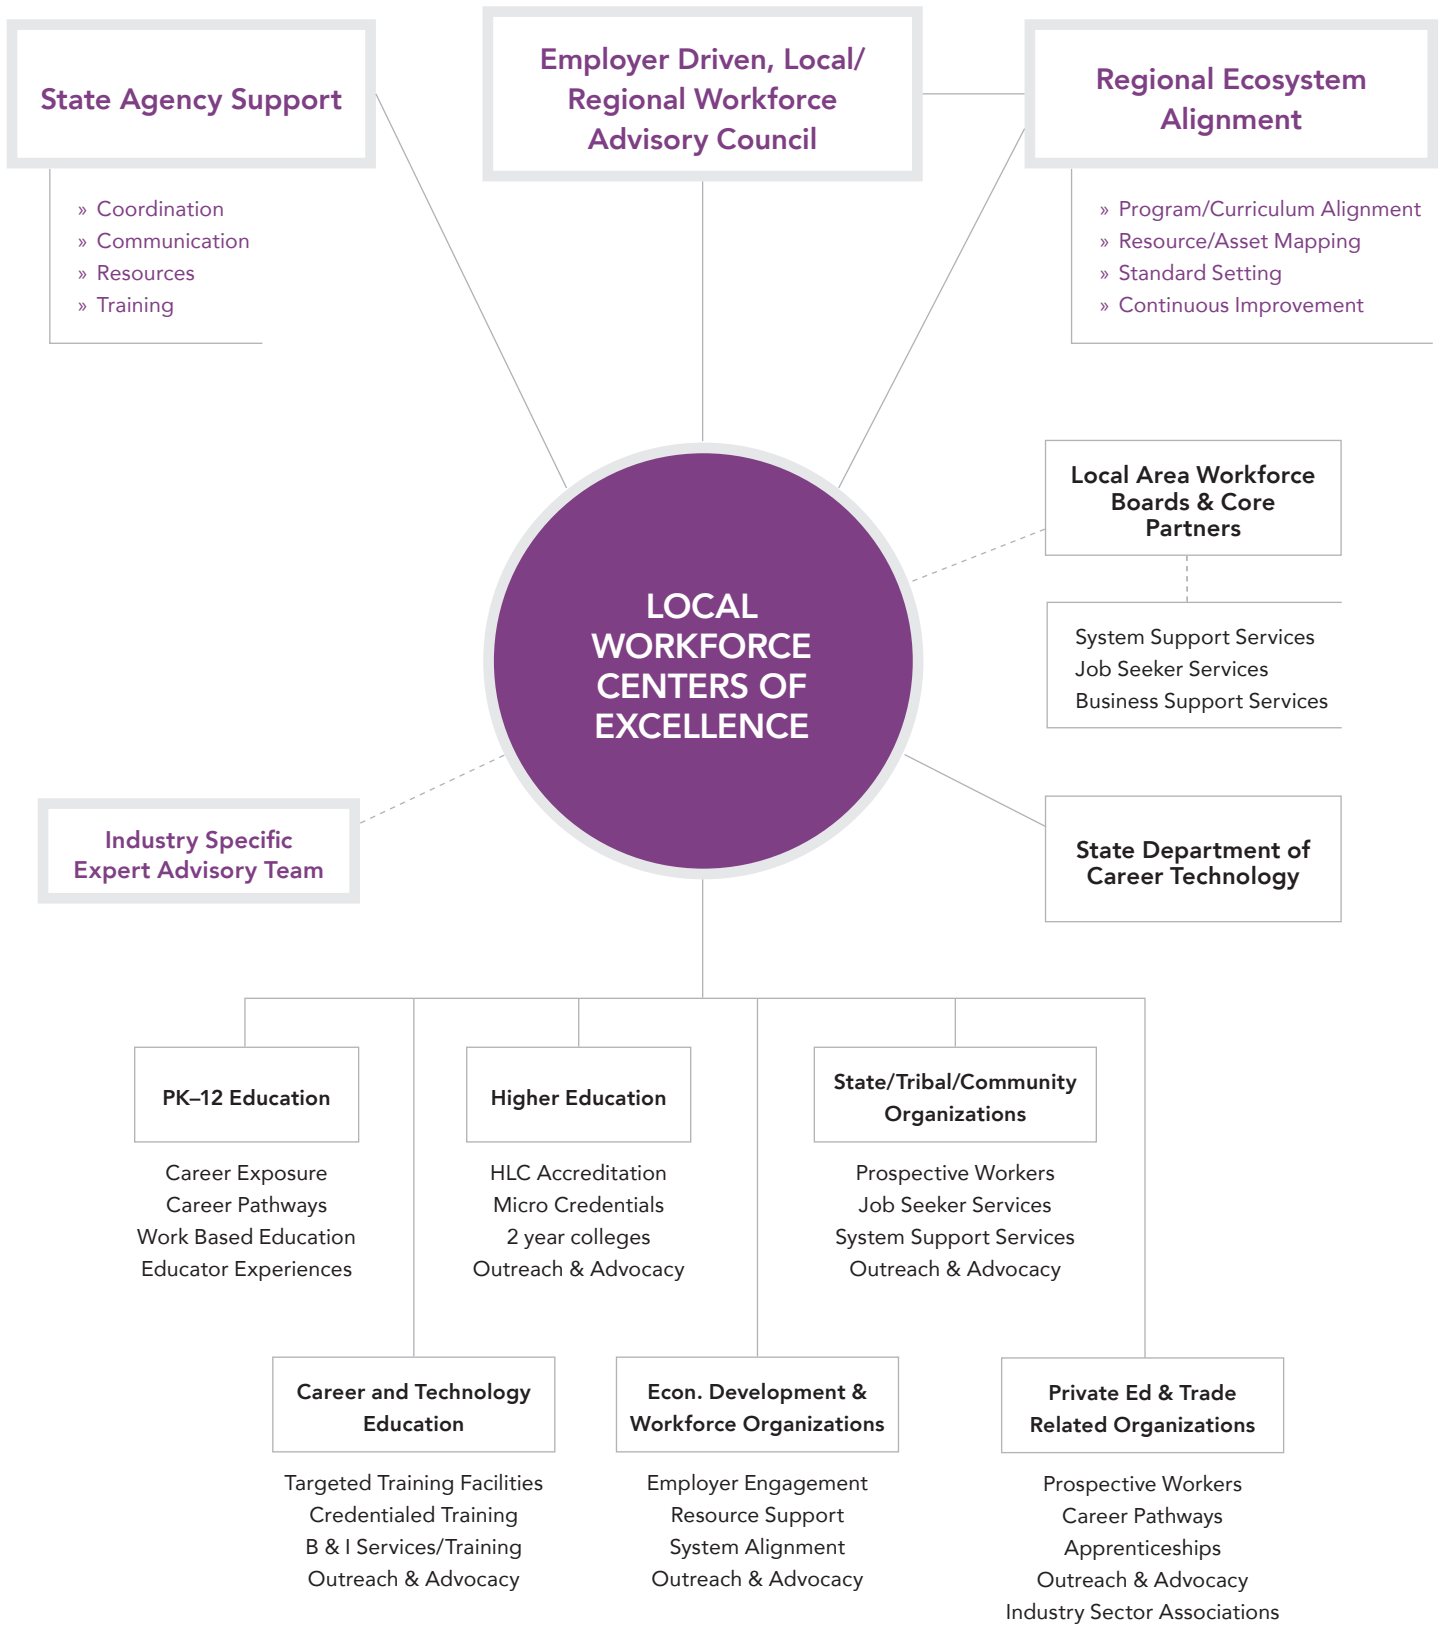 State Agency Support
» Coordination
» Communication
» Resources
» Training
Employer Driven, Local/
Regional Workforce
Advisory Council
Regional Ecosystem
Alignment
» Program/Curriculum Alignment
» Resource/Asset Mapping
» Standard Setting
» Continuous Improvement
LOCAL
WORKFORCE
CENTERS OF
EXCELLENCE
Local Area Workforce
Boards & Core
Partners
System Support Services
Job Seeker Services
Business Support Services
Industry Specific
Expert Advisory Team
State Department of
Career Technology
PK–12 Education
Career Exposure
Career Pathways
Work Based Education
Educator Experiences
Higher Education
HLC Accreditation
Micro Credentials
2 year colleges
Outreach & Advocacy
State/Tribal/Community
Organizations
Prospective Workers
Job Seeker Services
System Support Services
Outreach & Advocacy
Career and Technology
Education
Targeted Training Facilities
Credentialed Training
B & I Services/Training
Outreach & Advocacy
Econ. Development &
Workforce Organizations
Employer Engagement
Resource Support
System Alignment
Outreach & Advocacy
Private Ed & Trade
Related Organizations
Prospective Workers
Career Pathways
Apprenticeships
Outreach & Advocacy
Industry Sector Associations